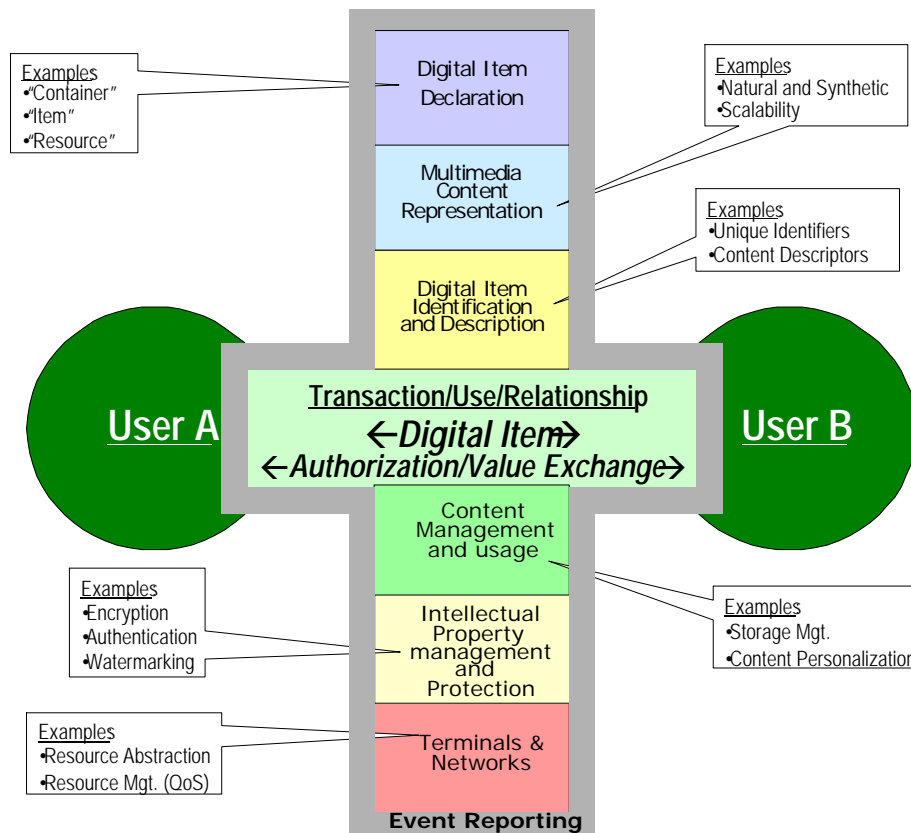 Examples
•“Container”
•“Item”
•“Resource”
Digital Item
Declaration
Examples
•Natural and Synthetic
•Scalability
Multimedia
Content
Representation
Examples
•Unique Identifiers
•Content Descriptors
Digital Item
Identification
and Description
User A
Transaction/Use/Relationship
←Digital Item→
←Authorization/Value Exchange→
User B
Content
Management
and usage
Examples
•Encryption
•Authentication
•Watermarking
Intellectual
Property
management
and
Protection
Examples
•Storage Mgt.
•Content Personalization
Examples
•Resource Abstraction
•Resource Mgt. (QoS)
Terminals &
Networks
Event Reporting